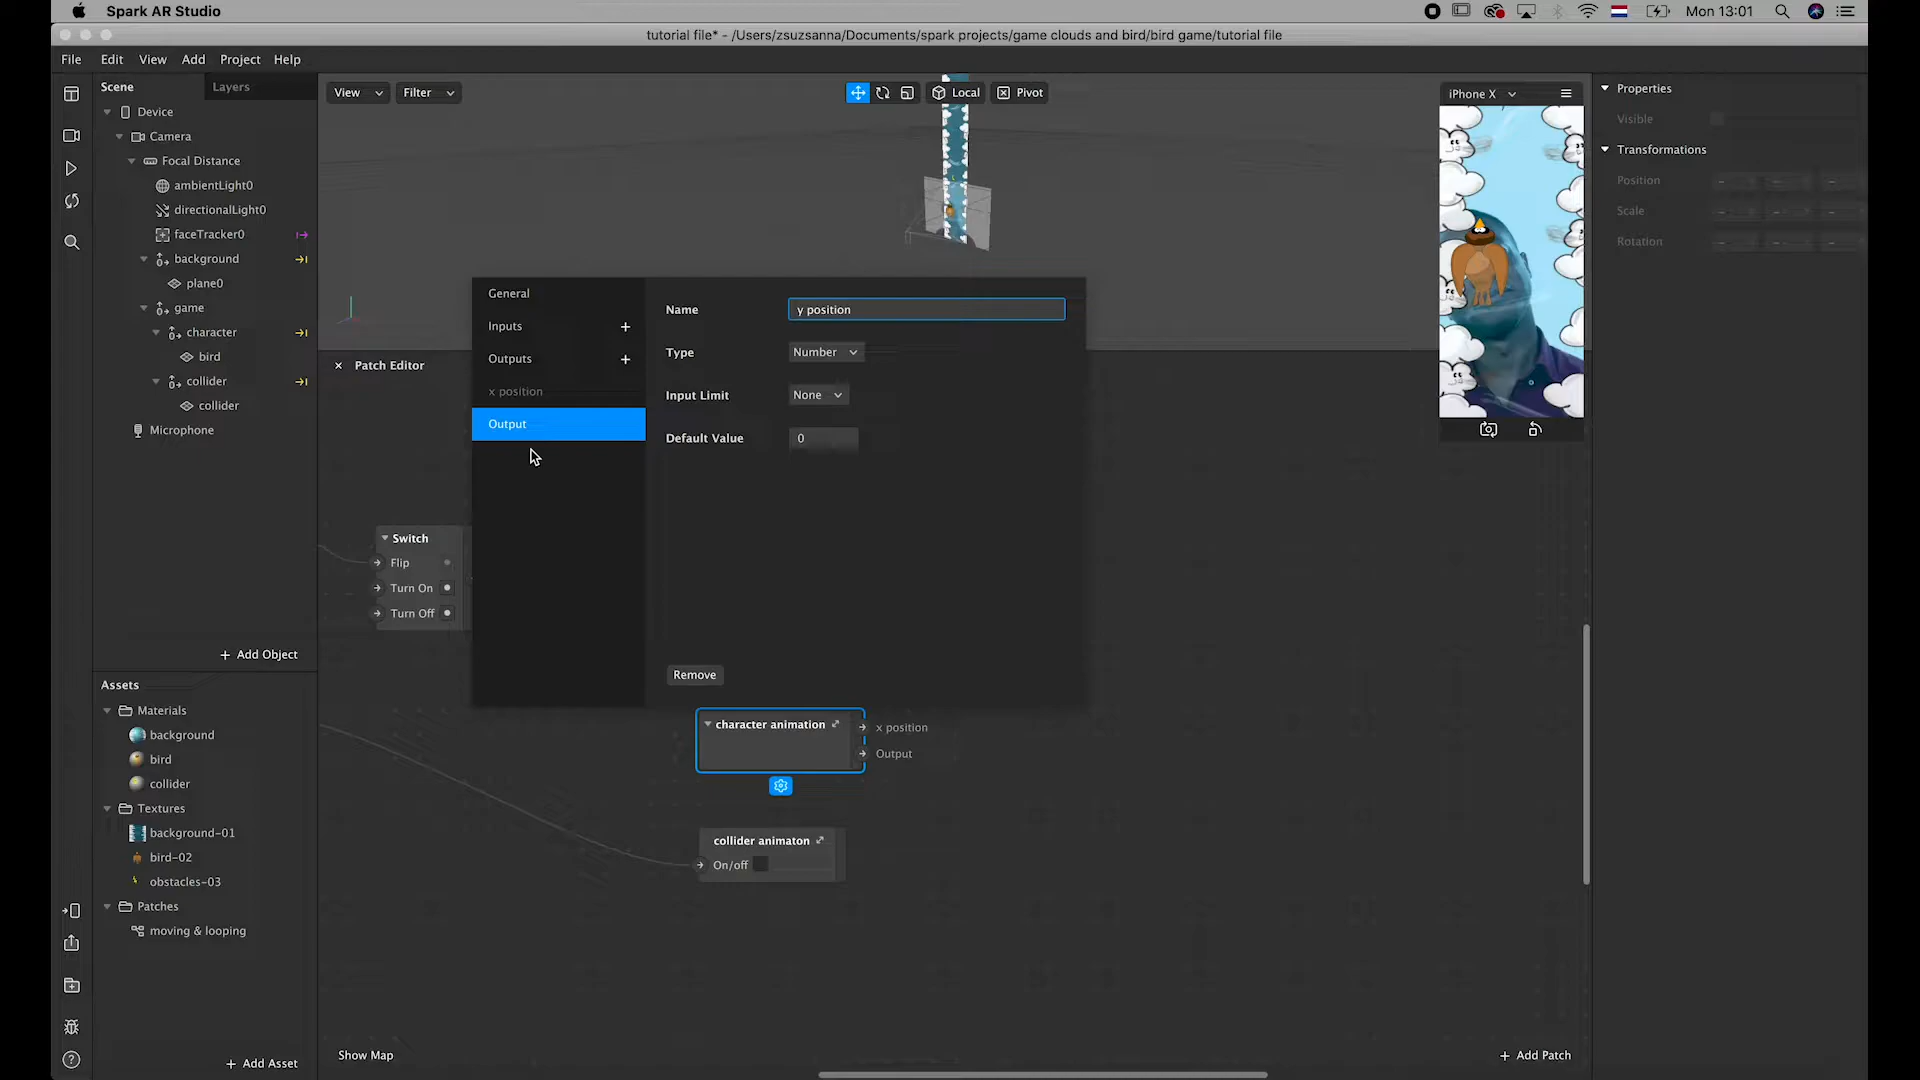 Spark AR Studio
Mon 13:01
tutorial file* - /Users/zsuzsanna/Documents/spark projects/game clouds and bird/bird game/tutorial file
File Edit View Add Project Help
Scene
Layers
Device
Camera
Focal Distance
ambientLight0
directionalLight0
faceTracker0
background
plane0
game
character
bird
collider
collider
Microphone
+ Add Object
Assets
Materials
background
bird
collider
Textures
background-01
bird-02
obstacles-03
Patches
moving & looping
+ Add Asset
View
Filter
Local
Pivot
Patch Editor
General
Inputs +
Outputs +
x position
Output
Name y position
Type Number
Input Limit None
Default Value 0
Remove
Switch
Flip
Turn On
Turn Off
character animation
x position
Output
collider animaton
On/off
Show Map
+ Add Patch
iPhone X
Properties
Visible
Transformations
Position
Scale
Rotation